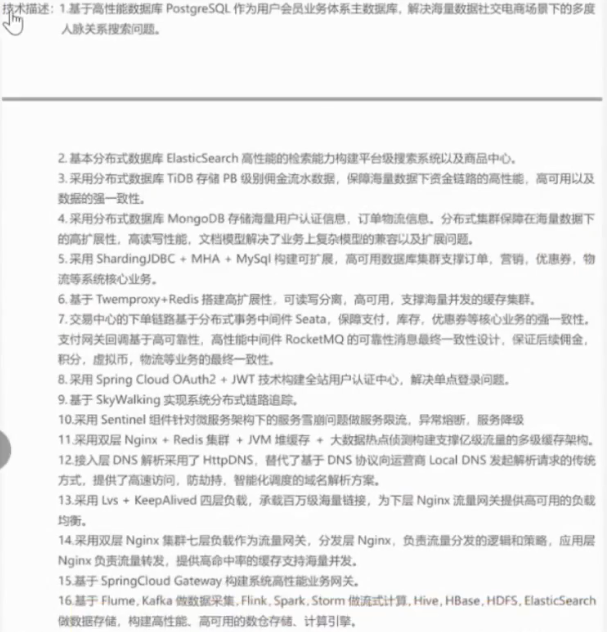 技术描述：1.基于高性能数据库 PostgreSQL 作为用户会员业务体系主数据库，解决海量数据社交电商场景下的多度
人脉关系搜索问题。
2.基本分布式数据库 ElasticSearch 高性能的检索能力构建平台级搜索系统以及商品中心。
3.采用分布式数据库 TiDB 存储 PB 级别佣金流水数据，保障海量数据下资金链路的高性能，高可用以及
数据的强一致性。
4.采用分布式数据库 MongoDB 存储海量用户认证信息，订单物流信息。分布式集群保障在海量数据下
的高扩展性，高读写性能，文档模型解决了业务上复杂模型的兼容以及扩展问题。
5.采用 ShardingJDBC + MHA + MySql 构建可扩展，高可用数据库集群支撑订单，营销，优惠券，物
流等系统核心业务。
6.基于 Twemproxy+Redis 搭建高扩展性，可读写分离，高可用，支撑海量并发的缓存集群。
7.交易中心的下单链路基于分布式事务中间件 Seata，保障支付，库存，优惠券等核心业务的强一致性。
支付网关回调基于高可靠性，高性能中间件 RocketMQ 的可靠性消息最终一致性设计，保证后续佣金，
积分，虚拟币，物流等业务的最终一致性。
8.采用 Spring Cloud OAuth2 + JWT 技术构建全站用户认证中心，解决单点登录问题。
9.基于 SkyWalking 实现系统分布式链路追踪。
10.采用 Sentinel 组件针对微服务架构下的服务雪崩问题做服务限流，异常熔断，服务降级
11.采用双层 Nginx + Redis 集群 + JVM 堆缓存 + 大数据热点侦测构建支撑亿级流量的多级缓存架构。
12.接入层 DNS 解析采用了 HttpDNS，替代了基于 DNS 协议向运营商 Local DNS 发起解析请求的传统
方式，提供了高速访问，防劫持，智能化调度的域名解析方案。
13.采用 Lvs + KeepAlived 四层负载，承载百万级海量链接，为下层 Nginx 流量网关提供高可用的负载
均衡。
14.采用双层 Nginx 集群七层负载作为流量网关，分发层 Nginx，负责流量分发的逻辑和策略，应用层
Nginx 负责流量转发，提供高命中率的缓存支持海量并发。
15.基于 SpringCloud Gateway 构建系统高性能业务网关。
16.基于 Flume, Kafka 做数据采集, Flink, Spark, Storm 做流式计算, Hive, HBase, HDFS, ElasticSearch
做数据存储，构建高性能、高可用的数仓存储、计算引擎。